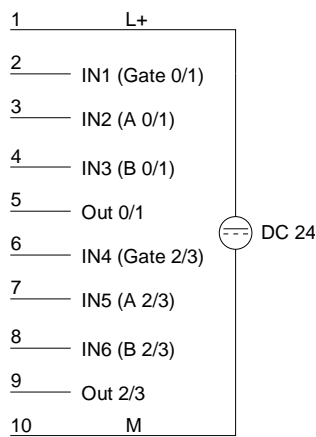 1 L+
2 IN1 (Gate 0/1)
3 IN2 (A 0/1)
4 IN3 (B 0/1)
5 Out 0/1
DC 24
6 IN4 (Gate 2/3)
7 IN5 (A 2/3)
8 IN6 (B 2/3)
9 Out 2/3
10 M